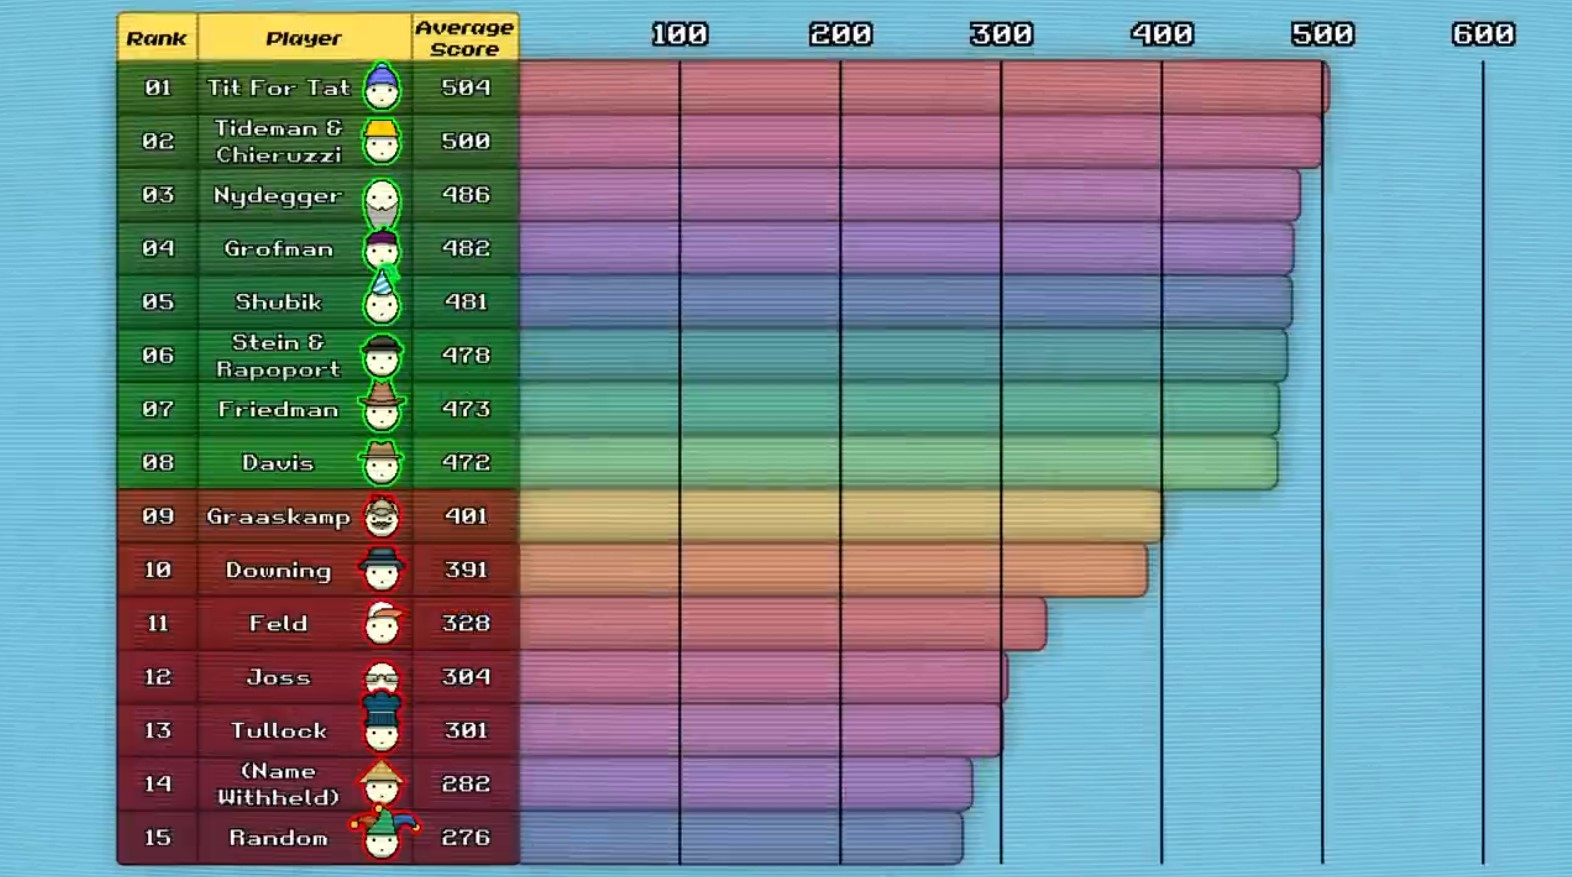 Rank Player Average Score
100 200 300 400 500 600
01 Tit For Tat 504
02 Tideman & Chieruzzi 500
03 Nydegger 486
04 Grofman 482
05 Shubik 481
06 Stein & Rapoport 478
07 Friedman 473
08 Davis 472
09 Graaskamp 401
10 Downing 391
11 Feld 328
12 Joss 304
13 Tullock 301
14 (Name Withheld) 282
15 Random 276